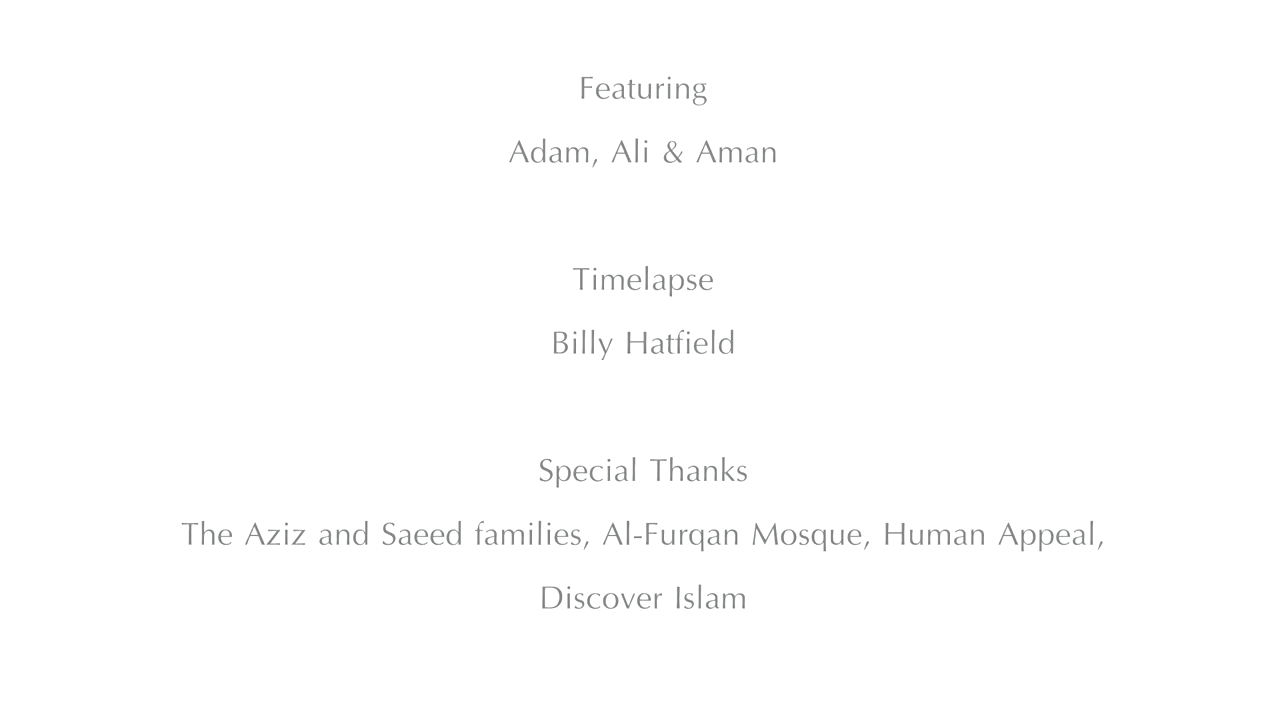 Featuring
Adam, Ali & Aman
Timelapse
Billy Hatfield
Special Thanks
The Aziz and Saeed families, Al-Furqan Mosque, Human Appeal,
Discover Islam